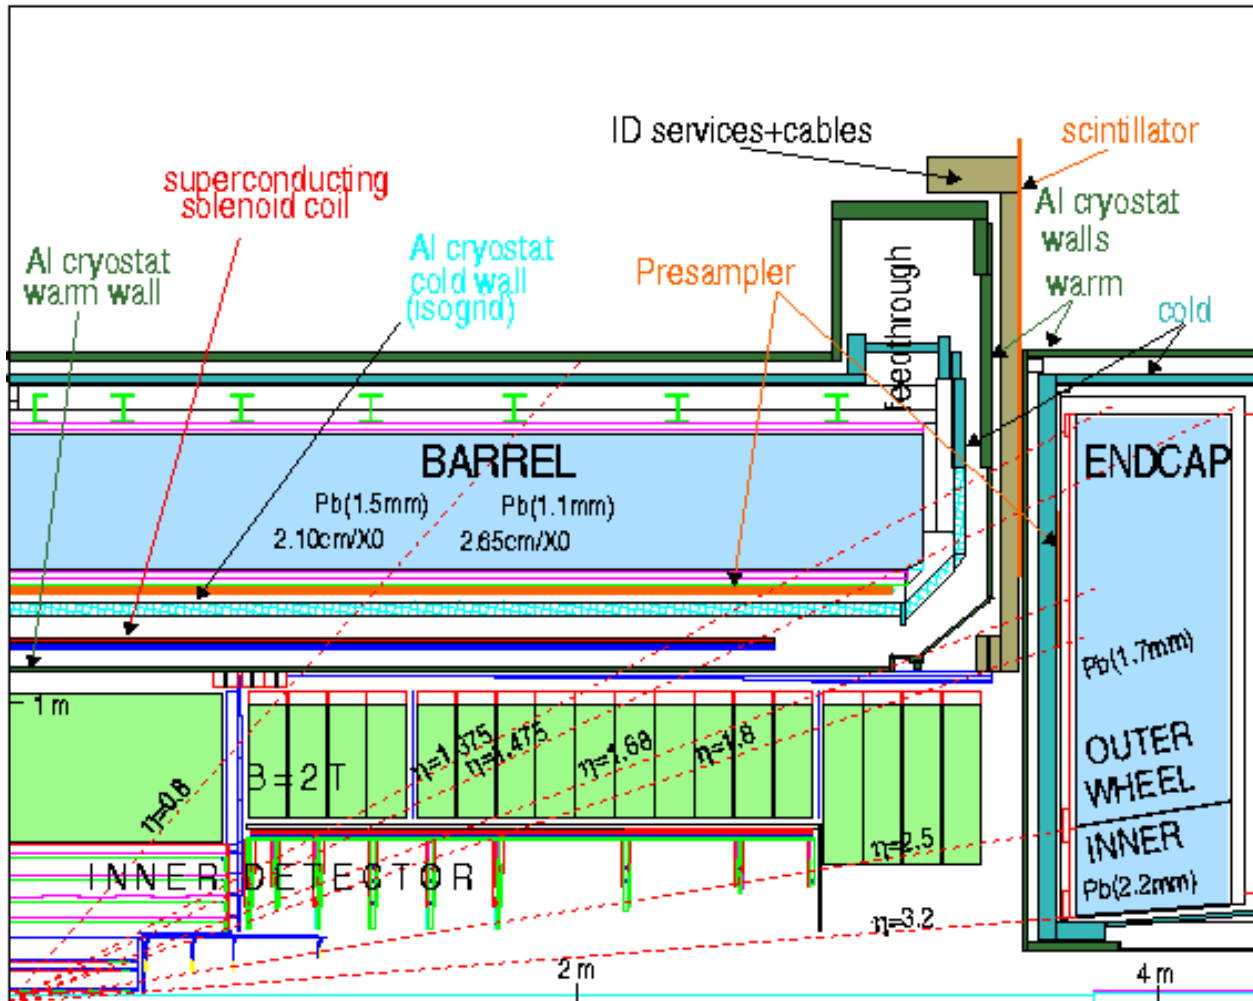 ID services+cables
scintillator
superconducting
solenoid coil
Al cryostat
walls
warm
cold
Al cryostat
warm wall
Al cryostat
cold wall
(isogrid)
Presampler
feedthrough
BARREL
Pb(1.5mm)
Pb(1.1mm)
2.10cm/X0
2.65cm/X0
ENDCAP
Pb(1.7mm)
OUTER
WHEEL
INNER
Pb(2.2mm)
1 m
η=0.8
B=2T
η=1.375
η=1.475
η=1.68
η=1.8
η=2.5
η=3.2
INNER DETECTOR
2 m
4 m